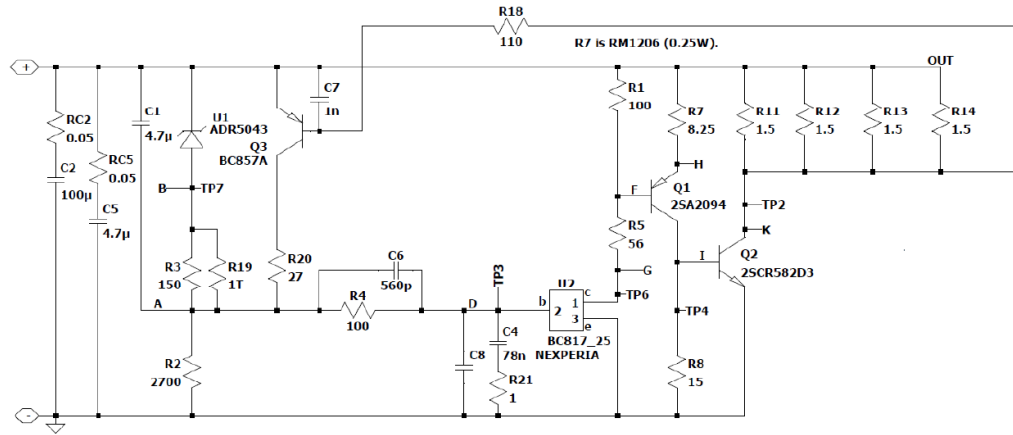 R18
110
R7 is RM1206 (0.25W).
+
OUT
RC2
0.05
C2
100µ
RC5
0.05
C5
4.7µ
C1
4.7µ
U1
ADR5043
Q3
BC857A
C7
1n
R1
100
R7
8.25
R11
1.5
R12
1.5
R13
1.5
R14
1.5
B
TP7
H
F
Q1
2SA2094
TP2
K
R5
56
G
TP6
I
Q2
2SCR582D3
R3
150
R19
1T
R20
27
C6
560p
R4
100
A
D
TP3
U2
b
2
1
3
c
e
BC817_25
NEXPERIA
TP4
R2
2700
C8
C4
78n
R21
1
R8
15
-